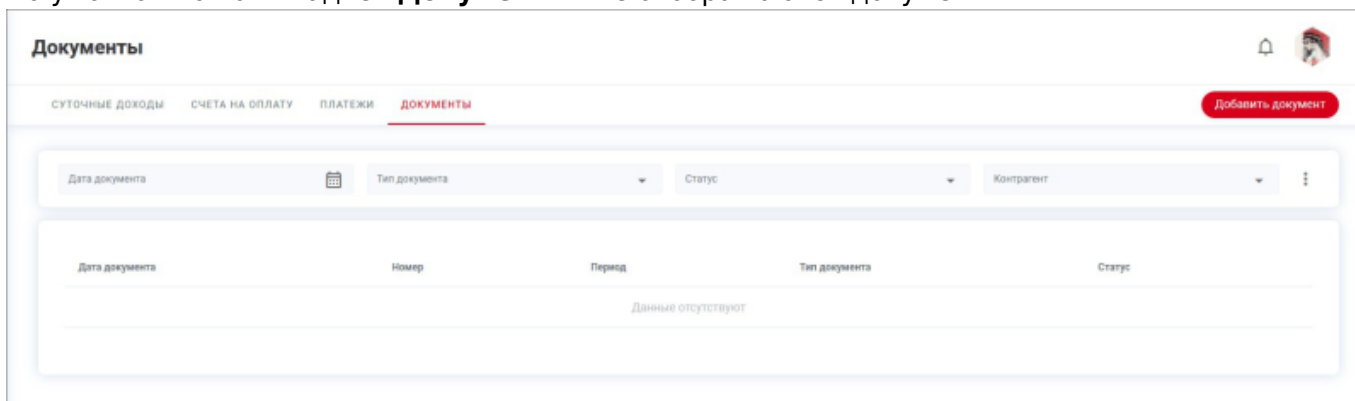 Документы
СУТОЧНЫЕ ДОХОДЫ СЧЕТА НА ОПЛАТУ ПЛАТЕЖИ ДОКУМЕНТЫ Добавить документ
Дата документа Тип документа Статус Контрагент
Дата документа Номер Период Тип документа Статус
Данные отсутствуют